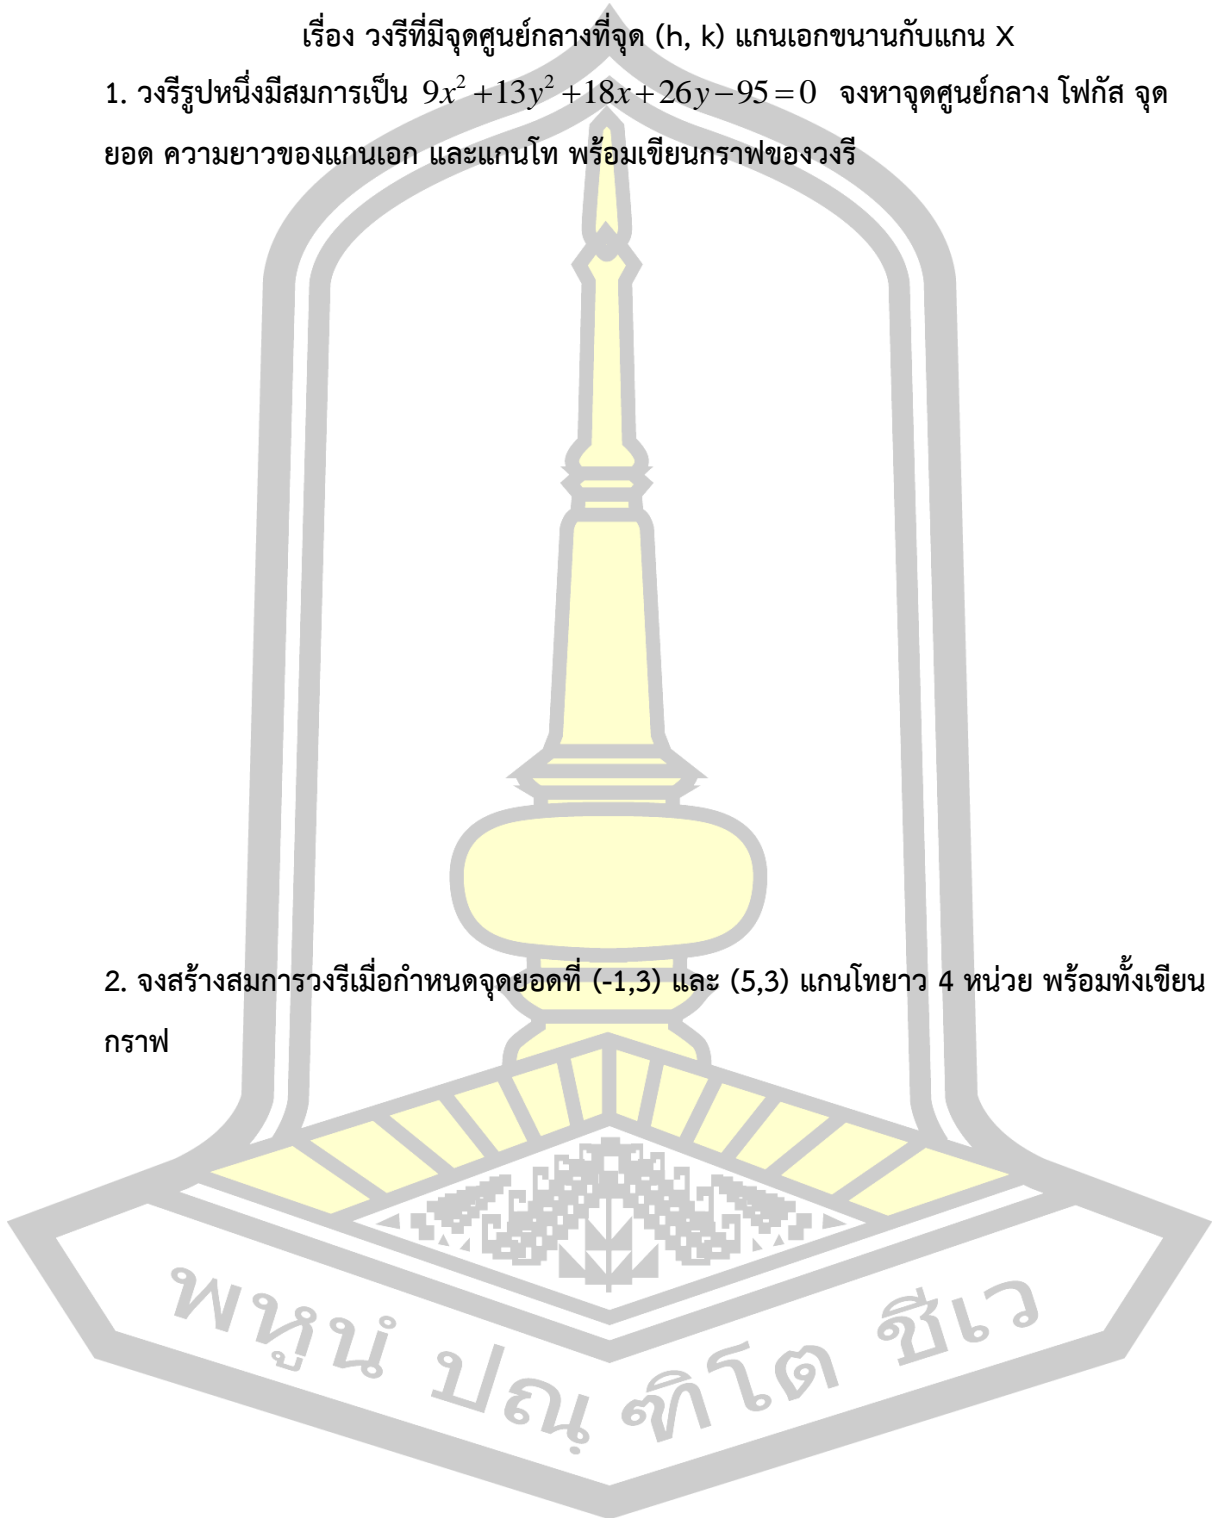 เรื่อง วงรีที่มีจุดศูนย์กลางที่จุด (h, k) แกนเอกขนานกับแกน X
1. วงรีรูปหนึ่งมีสมการเป็น 9x² +13y² +18x+26y−95=0 จงหาจุดศูนย์กลาง โฟกัส จุด
ยอด ความยาวของแกนเอก และแกนโท พร้อมเขียนกราฟของวงรี
2. จงสร้างสมการวงรีเมื่อกำหนดจุดยอดที่ (-1,3) และ (5,3) แกนโทยาว 4 หน่วย พร้อมทั้งเขียน
กราฟ
พหูนํ ปณฺฑิโต ชีเว